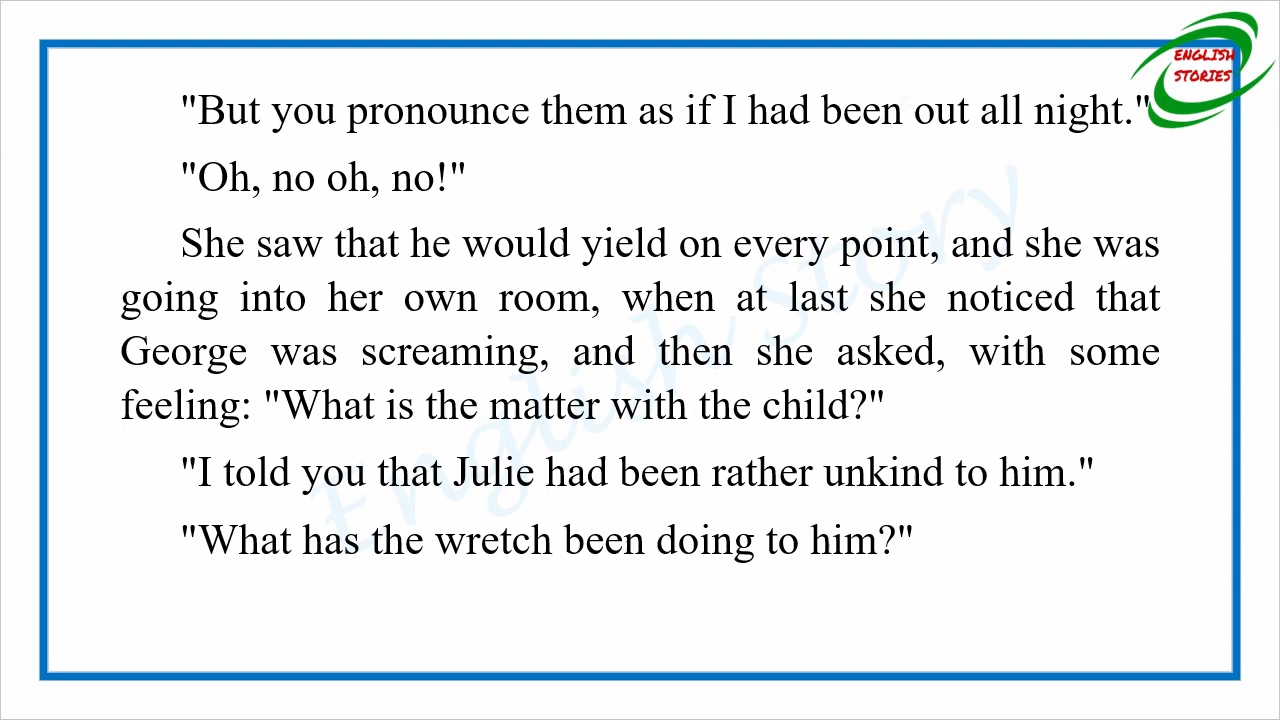 ENGLISH
STORIES
"But you pronounce them as if I had been out all night."
"Oh, no oh, no!"
She saw that he would yield on every point, and she was
going into her own room, when at last she noticed that
George was screaming, and then she asked, with some
feeling: "What is the matter with the child?"
"I told you that Julie had been rather unkind to him."
"What has the wretch been doing to him?"
English Story